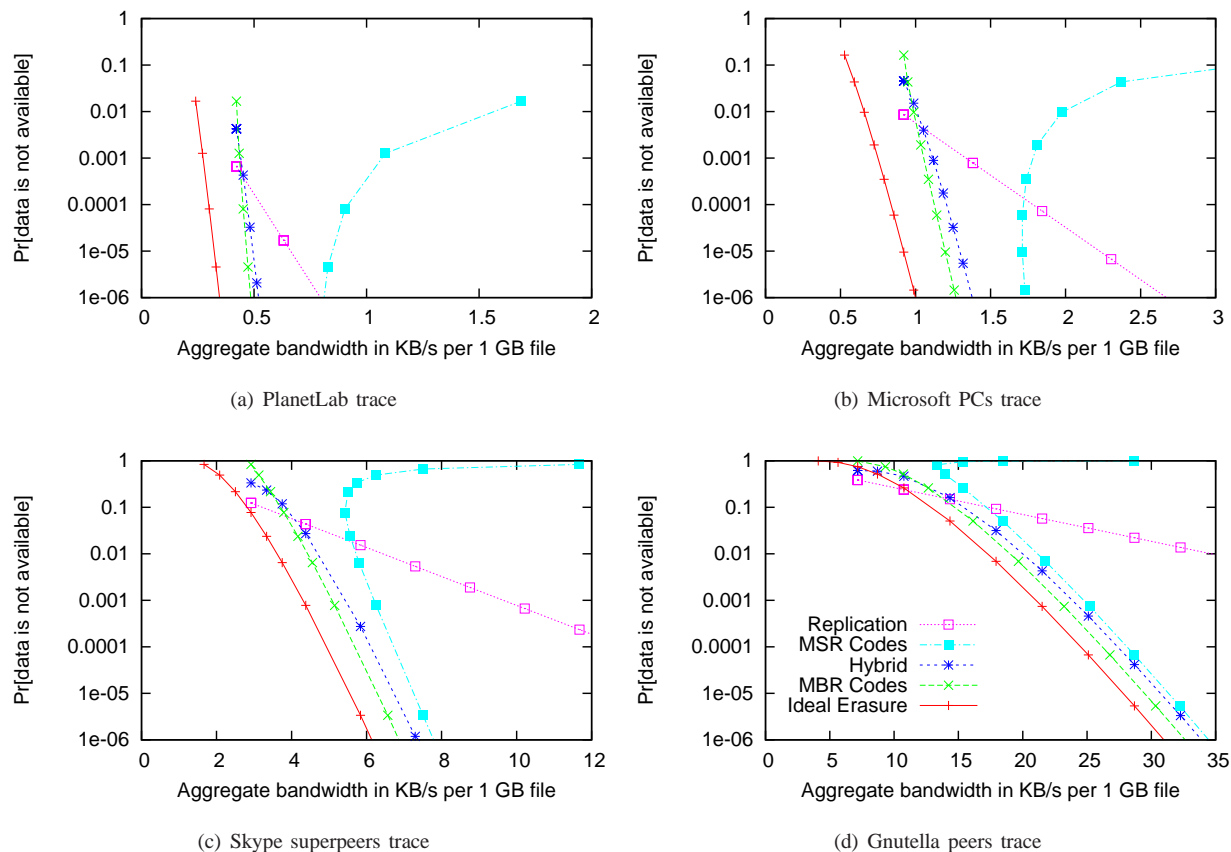 1
0.1
0.01
0.001
0.0001
1e-05
1e-06
Pr[data is not available]
0 0.5 1 1.5 2
Aggregate bandwidth in KB/s per 1 GB file
(a) PlanetLab trace
1
0.1
0.01
0.001
0.0001
1e-05
1e-06
Pr[data is not available]
0 0.5 1 1.5 2 2.5 3
Aggregate bandwidth in KB/s per 1 GB file
(b) Microsoft PCs trace
1
0.1
0.01
0.001
0.0001
1e-05
1e-06
Pr[data is not available]
0 2 4 6 8 10 12
Aggregate bandwidth in KB/s per 1 GB file
(c) Skype superpeers trace
1
0.1
0.01
0.001
0.0001
1e-05
1e-06
Pr[data is not available]
Replication
MSR Codes
Hybrid
MBR Codes
Ideal Erasure
0 5 10 15 20 25 30 35
Aggregate bandwidth in KB/s per 1 GB file
(d) Gnutella peers trace